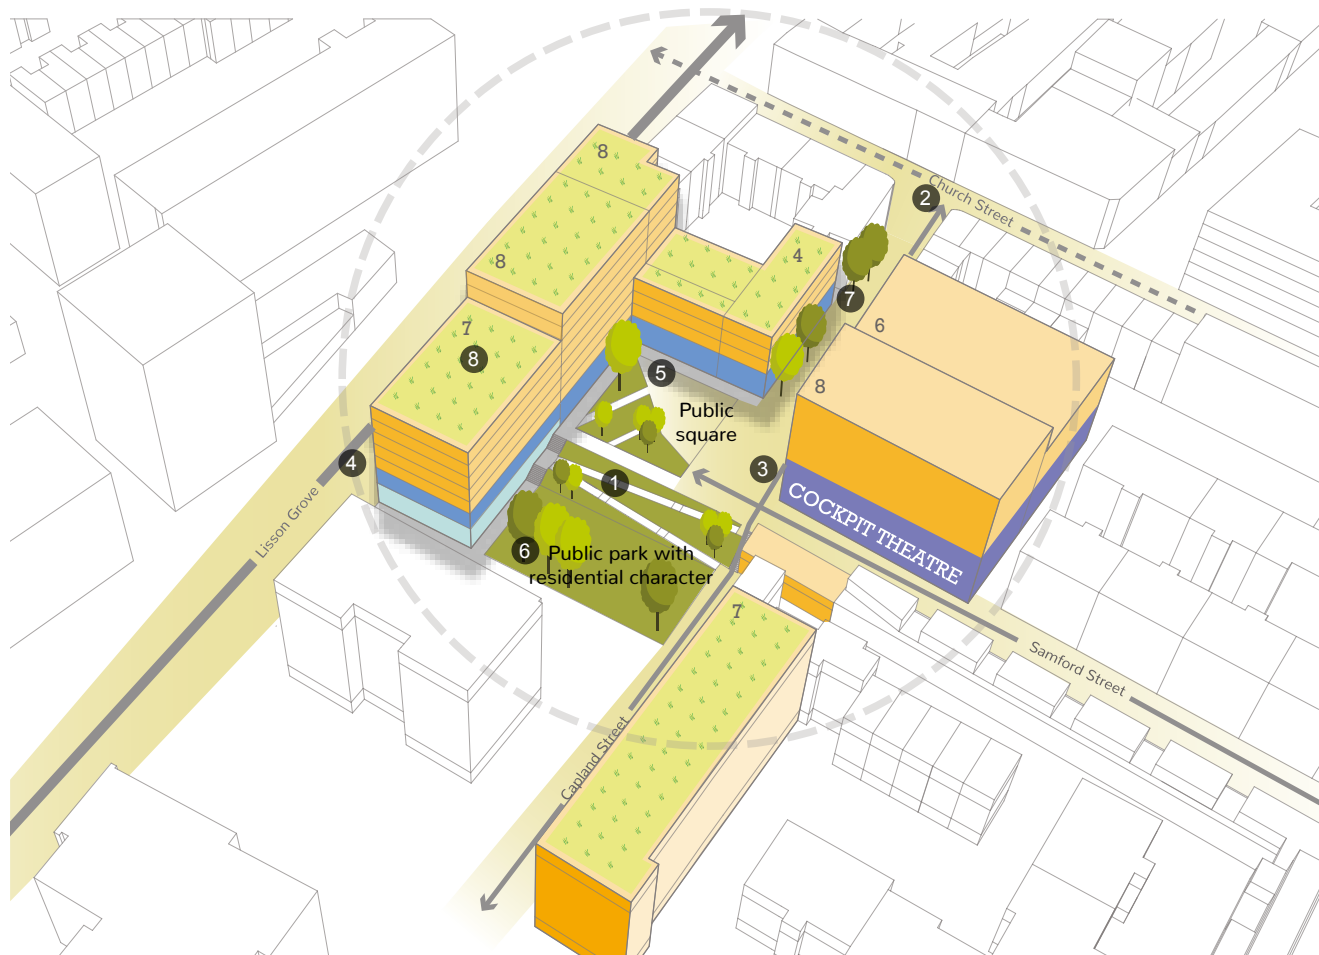 8
Church Street
2
4
8
7
6
7
8
5
8
Public
square
4
3
1
COCKPIT THEATRE
Lisson Grove
6
Public park with
residential character
7
Samford Street
Capland Street